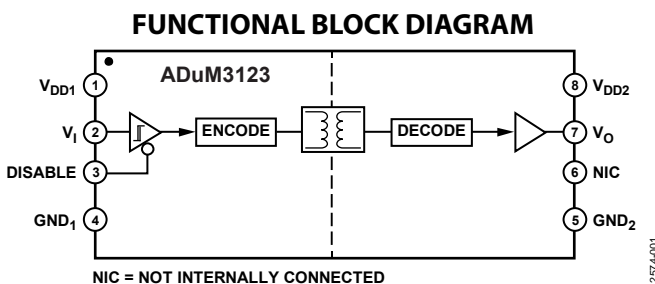 FUNCTIONAL BLOCK DIAGRAM
ADuM3123
VDD1 1
8 VDD2
VI 2
ENCODE
DECODE
7 VO
DISABLE 3
6 NIC
GND1 4
5 GND2
NIC = NOT INTERNALLY CONNECTED
2574-001